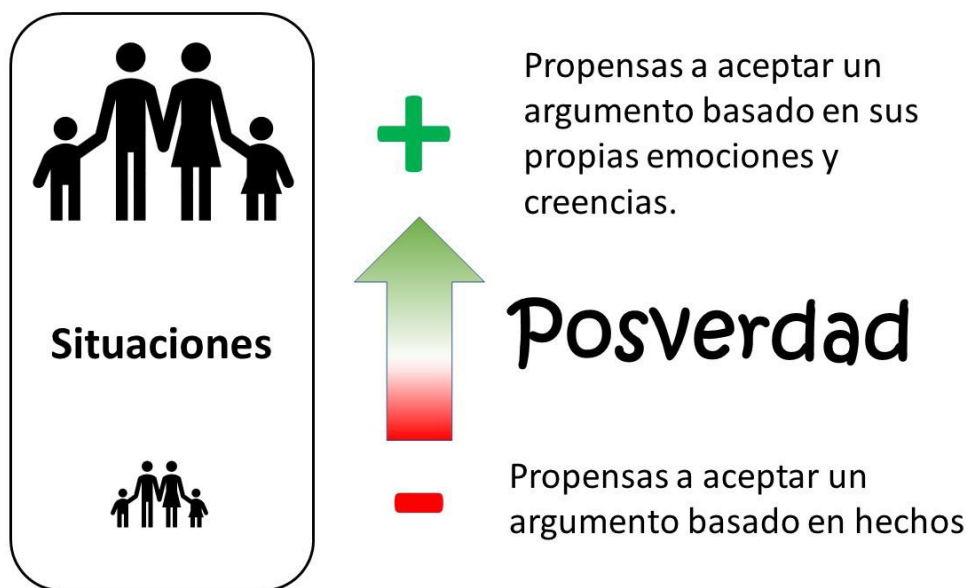 Propensas a aceptar un
argumento basado en sus
propias emociones y
creencias.
Situaciones
Posverdad
Propensas a aceptar un
argumento basado en hechos